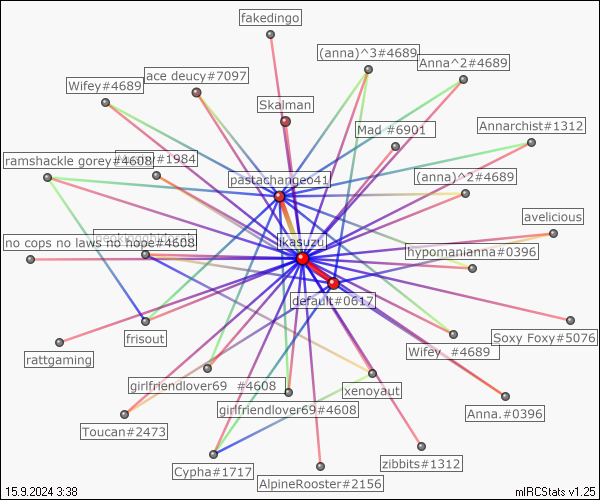 fakedingo
(anna)^3#4689
Anna^2#4689
ace deucy#7097
Wifey#4689
Skalman
Mad #6901
Annarchist#1312
ramshackle gorey#4608
#1984
pastachange041
(anna)^2#4689
avelicious
no cops no laws no hope#4608
ikasuzu
hypomanianna#0396
default#0617
frisout
Soxy Foxy#5076
rattgaming
Wifey #4689
girlfriendlover69 #4608
xenoyaut
girlfriendlover69#4608
Anna.#0396
Toucan#2473
Cypha#1717
zibbits#1312
AlpineRooster#2156
15.9.2024 3:38
mIRCStats v1.25